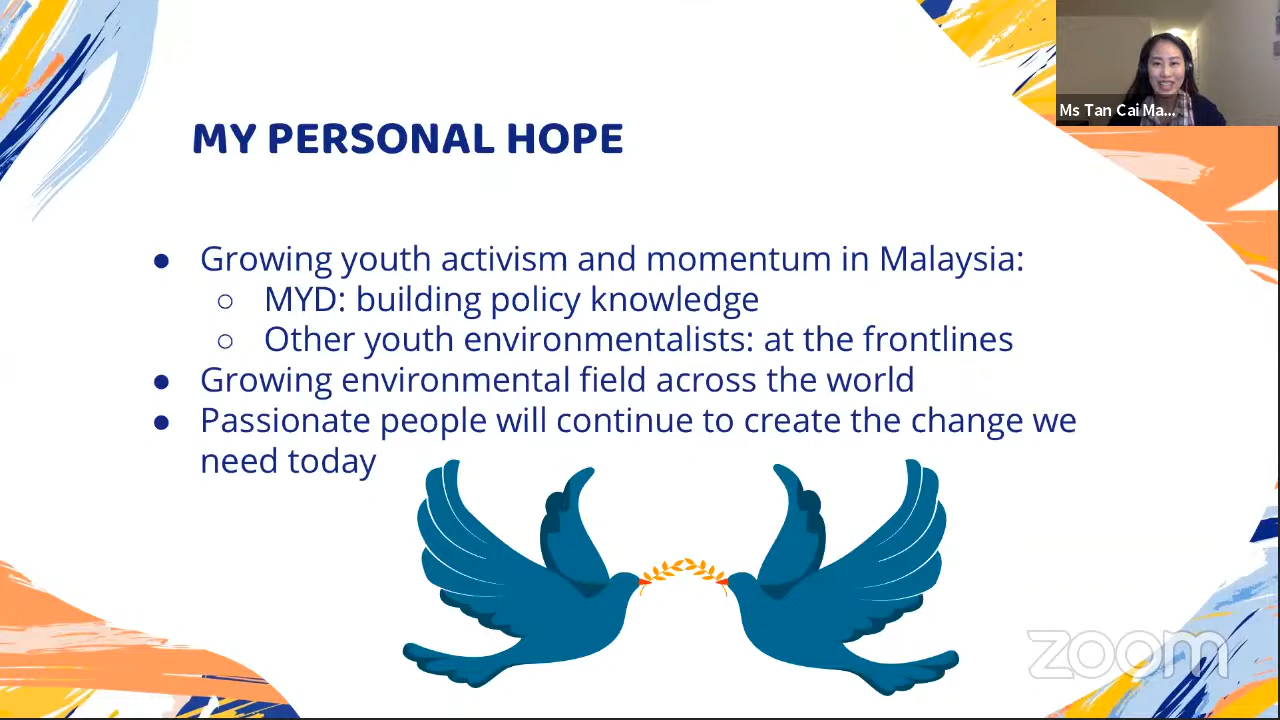 Ms Tan Cai Ma...
MY PERSONAL HOPE
● Growing youth activism and momentum in Malaysia:
○ MYD: building policy knowledge
○ Other youth environmentalists: at the frontlines
● Growing environmental field across the world
● Passionate people will continue to create the change we
need today
zoom